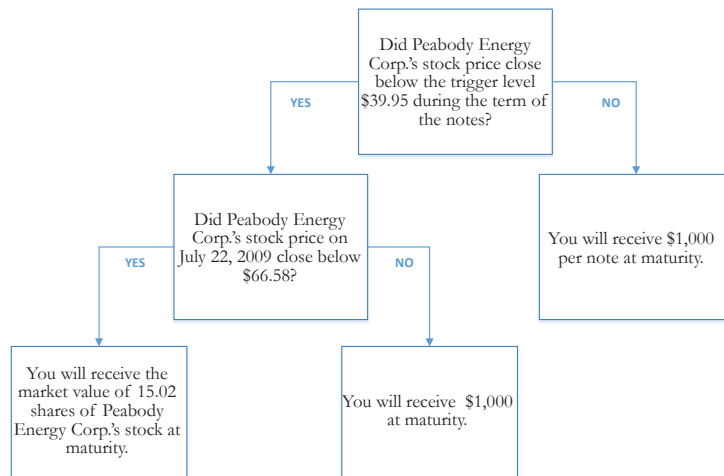 Did Peabody Energy
Corp.'s stock price close
below the trigger level
$39.95 during the term of
the notes?
YES
NO
Did Peabody Energy
Corp.'s stock price on
July 22, 2009 close below
$66.58?
You will receive $1,000
per note at maturity.
YES
NO
You will receive the
market value of 15.02
shares of Peabody
Energy Corp.'s stock at
maturity.
You will receive $1,000
at maturity.